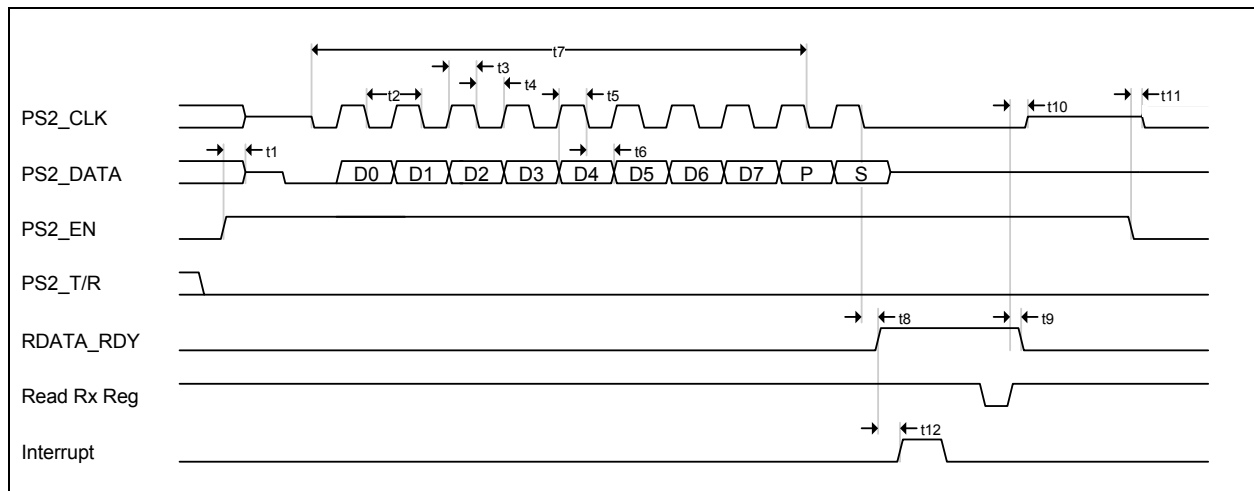 t7
t3
t4
t2
t5
t10
t11
PS2_CLK
t1
t6
PS2_DATA
D0 D1 D2 D3 D4 D5 D6 D7 P S
PS2_EN
PS2_T/R
t8
t9
RDATA_RDY
Read Rx Reg
t12
Interrupt